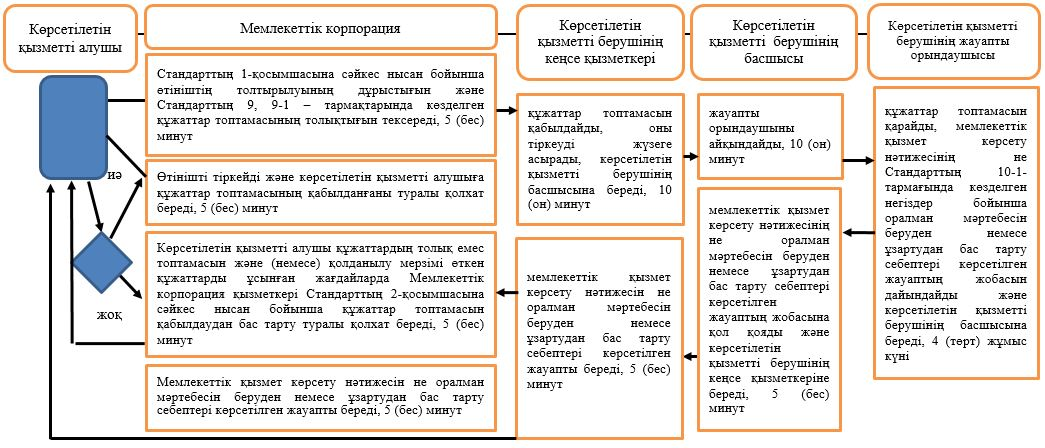 Көрсетілетін
қызметті алушы
Мемлекеттік корпорация
Көрсетілетін
қызметті берушінің
кеңсе қызметкері
Көрсетілетін
қызметті берушінің
басшысы
Көрсетілетін қызметті
берушінің жауапты
орындаушысы
иә
жоқ
Стандарттың 1-қосымшасына сәйкес нысан бойынша
өтініштің толтырылуының дұрыстығын және
Стандарттың 9, 9-1 – тармақтарында көзделген
құжаттар топтамасының толықтығын тексереді, 5 (бес)
минут
Өтінішті тіркейді және көрсетілетін қызметті алушыға
құжаттар топтамасының қабылданғаны туралы қолхат
береді, 5 (бес) минут
Көрсетілетін қызметті алушы құжаттардың толық емес
топтамасын және (немесе) қолданылу мерзімі өткен
құжаттарды ұсынған жағдайларда Мемлекеттік
корпорация қызметкері Стандарттың 2-қосымшасына
сәйкес нысан бойынша құжаттар топтамасын
қабылдаудан бас тарту туралы қолхат береді, 5 (бес)
минут
Мемлекеттік қызмет көрсету нәтижесін не оралман
мәртебесін беруден немесе ұзартудан бас тарту
себептері көрсетілген жауапты береді, 5 (бес) минут
құжаттар топтамасын
қабылдайды, оны
тіркеуді жүзеге
асырады, көрсетілетін
қызметті берушінің
басшысына береді, 10
(он) минут
мемлекеттік қызмет
көрсету нәтижесін не
оралман мәртебесін
беруден немесе
ұзартудан бас тарту
себептері көрсетілген
жауапты береді, 5 (бес)
минут
жауапты
орындаушыны
айқындайды, 10 (он)
минут
мемлекеттік қызмет
көрсету нәтижесінің
не оралман
мәртебесін беруден
немесе ұзартудан
бас тарту себептері
көрсетілген
жауаптың жобасына
қол қояды және
көрсетілетін
қызметті берушінің
кеңсе қызметкеріне
береді, 5 (бес)
минут
құжаттар топтамасын
қарайды, мемлекеттік
қызмет көрсету
нәтижесінің не
Стандарттың 10-1-
тармағында көзделген
негіздер бойынша
оралман мәртебесін
беруден немесе
ұзартудан бас тарту
себептері көрсетілген
жауаптың жобасын
дайындайды және
көрсетілетін қызметті
берушінің басшысына
береді, 4 (төрт) жұмыс
күні